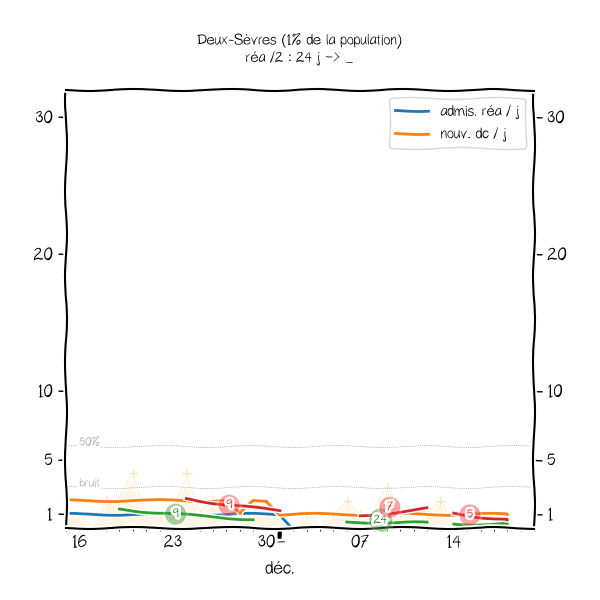 Deux-Sèvres (1% de la population)
réa /2 : 24 j -> _
admis. réa / j
nouv. dc / j
30 30
20 20
10 10
50%
5 5
bruit
9 9 7 24 5
1 1
16 23 30 07 14
déc.